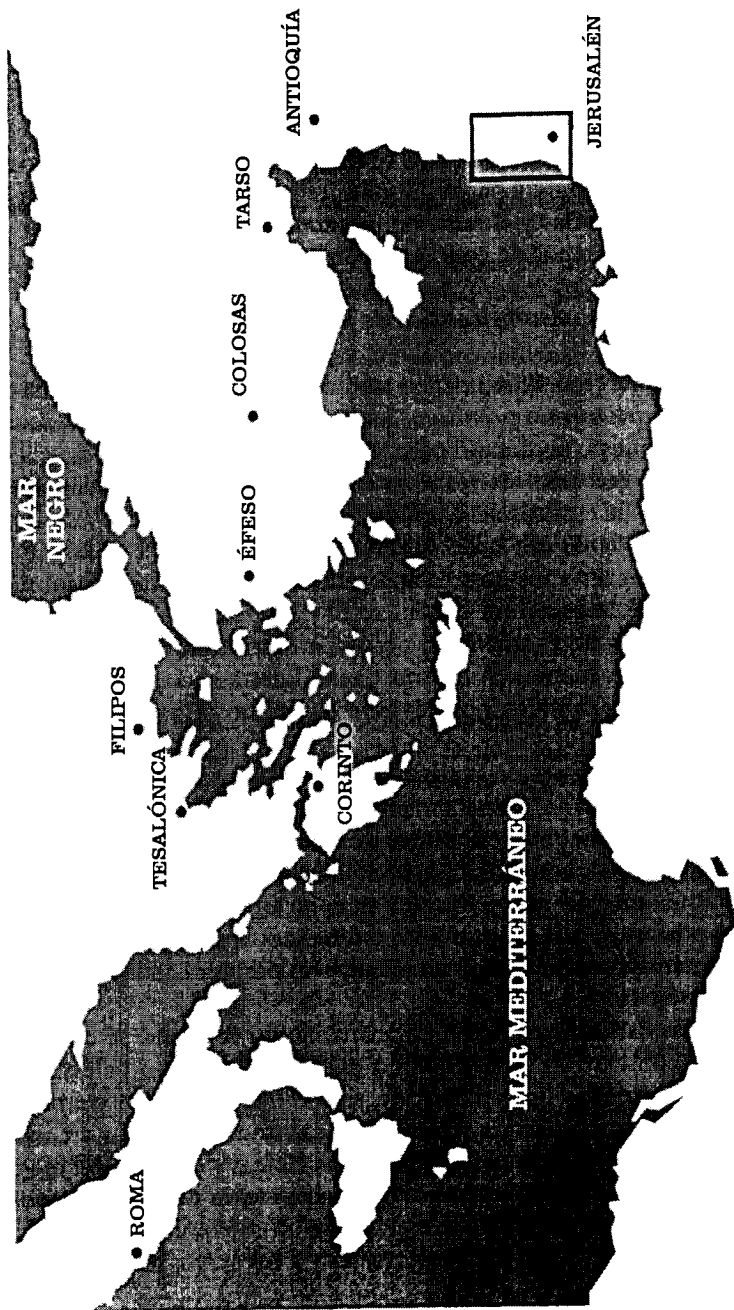 MAR
NEGRO
ROMA
TESALÓNICA
FILIPOS
CORINTO
ÉFESO
COLOSAS
TARSO
ANTIOQUÍA
MAR MEDITERRÁNEO
JERUSALÉN